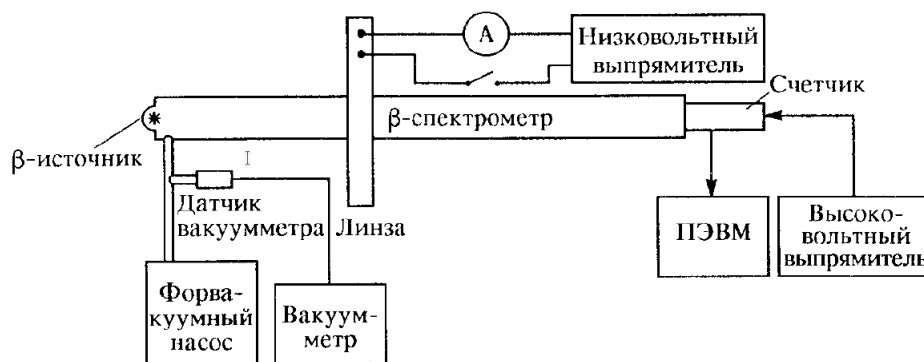 А
Низковольтный
выпрямитель
Счетчик
β-спектрометр
β-источник
I
Датчик
вакуумметра
Линза
ПЭВМ
Высоко-
вольтный
выпрямитель
Форва-
куумный
насос
Вакуум-
метр